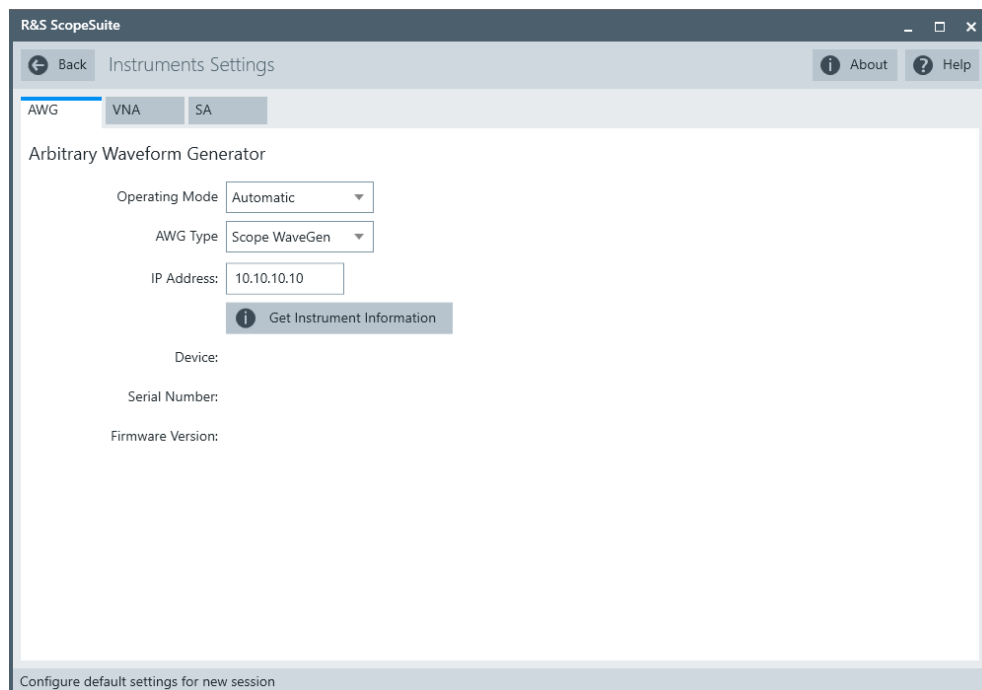 R&S ScopeSuite
Back Instruments Settings About Help
AWG VNA SA
Arbitrary Waveform Generator
Operating Mode Automatic
AWG Type Scope WaveGen
IP Address: 10.10.10.10
Get Instrument Information
Device:
Serial Number:
Firmware Version:
Configure default settings for new session